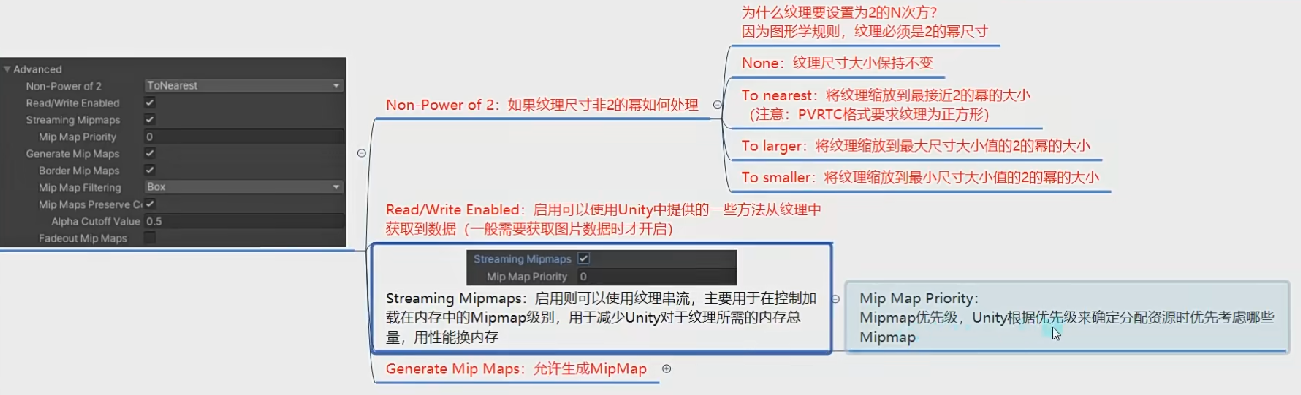 Advanced
Non-Power of 2 ToNearest
Read/Write Enabled
Streaming Mipmaps
Mip Map Priority 0
Generate Mip Maps
Border Mip Maps
Mip Map Filtering Box
Mip Maps Preserve C
Alpha Cutoff Value 0.5
Fadeout Mip Maps
Non-Power of 2：如果纹理尺寸非2的幂如何处理
为什么纹理要设置为2的N次方？
因为图形学规则，纹理必须是2的幂尺寸
None：纹理尺寸大小保持不变
To nearest：将纹理缩放到最接近2的幂的大小
（注意：PVRTC格式要求纹理为正方形）
To larger：将纹理缩放到最大尺寸大小值的2的幂的大小
To smaller：将纹理缩放到最小尺寸大小值的2的幂的大小
Read/Write Enabled：启用可以使用Unity中提供的一些方法从纹理中
获取到数据（一般需要获取图片数据时才开启）
Streaming Mipmaps
Mip Map Priority 0
Streaming Mipmaps：启用则可以使用纹理串流，主要用于在控制加
载在内存中的Mipmap级别，用于减少Unity对于纹理所需的内存总
量，用性能换内存
Mip Map Priority：
Mipmap优先级，Unity根据优先级来确定分配资源时优先考虑哪些
Mipmap
Generate Mip Maps：允许生成MipMap